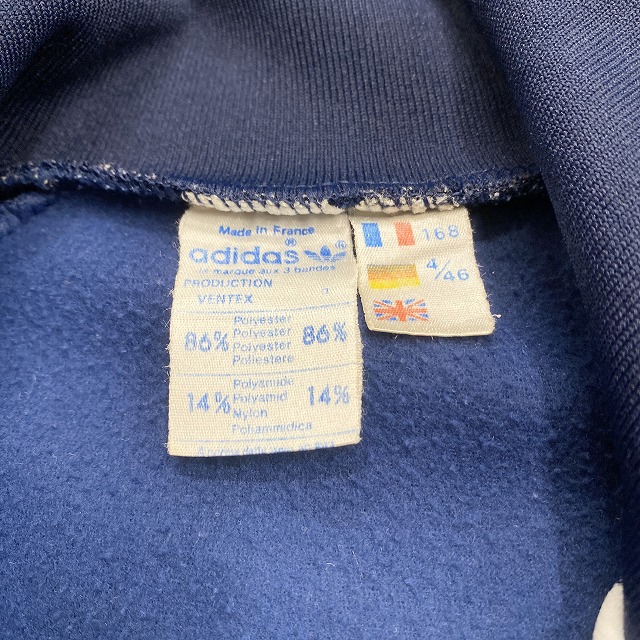 Made in France
adidas ® ®
la marque aux 3 bandes
PRODUCTION
VENTEX
86% Polyester 86%
Polyester
Polyester
Poliestere
14% Polyamide 14%
Polyamid
Nylon
Poliammidica
168
4/46